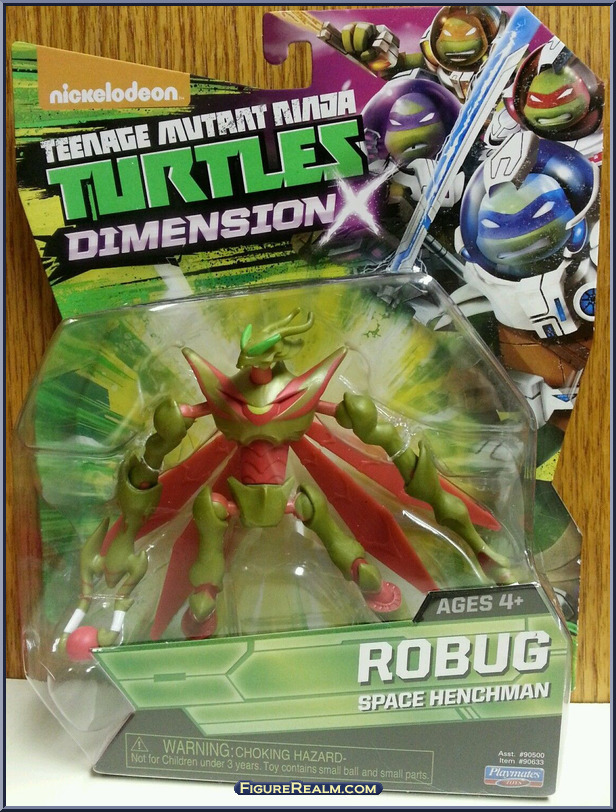 nickelodeon
TEENAGE MUTANT NINJA
TURTLES
DIMENSION X
AGES 4+
ROBUG
SPACE HENCHMAN
WARNING: CHOKING HAZARD-
Not for Children under 3 years. Toy contains small ball and small parts.
Asst. #90500
Item #90633
Playmates
TOYS
FIGUREREALM.COM